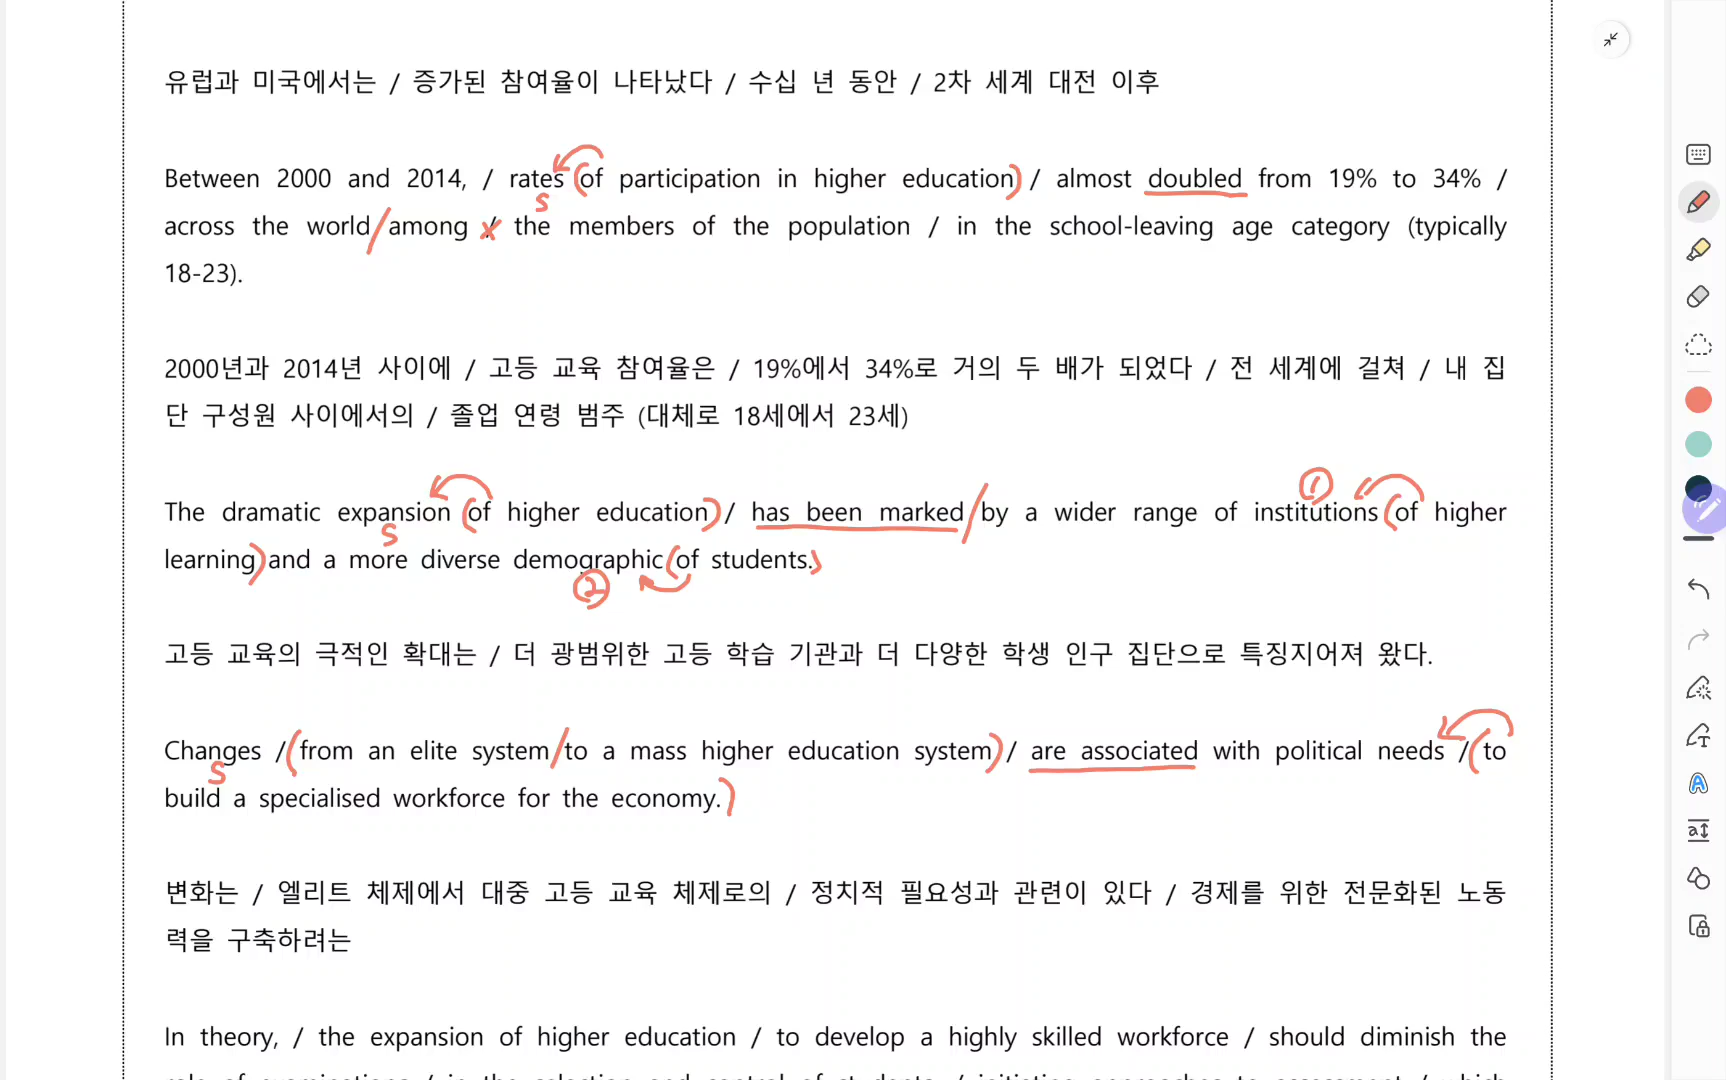 유럽과 미국에서는 / 증가된 참여율이 나타났다 / 수십 년 동안 / 2차 세계 대전 이후
Between 2000 and 2014, / rates (of participation in higher education) / almost doubled from 19% to 34% /
s
across the world / among / the members of the population / in the school-leaving age category (typically
18-23).
2000년과 2014년 사이에 / 고등 교육 참여율은 / 19%에서 34%로 거의 두 배가 되었다 / 전 세계에 걸쳐 / 내 집
단 구성원 사이에서의 / 졸업 연령 범주 (대체로 18세에서 23세)
①
The dramatic expansion (of higher education) / has been marked / by a wider range of institutions (of higher
s
learning) and a more diverse demographic (of students.)
②
고등 교육의 극적인 확대는 / 더 광범위한 고등 학습 기관과 더 다양한 학생 인구 집단으로 특징지어져 왔다.
Changes / (from an elite system / to a mass higher education system) / are associated with political needs / (to
s
build a specialised workforce for the economy.)
변화는 / 엘리트 체제에서 대중 고등 교육 체제로의 / 정치적 필요성과 관련이 있다 / 경제를 위한 전문화된 노동
력을 구축하려는
In theory, / the expansion of higher education / to develop a highly skilled workforce / should diminish the